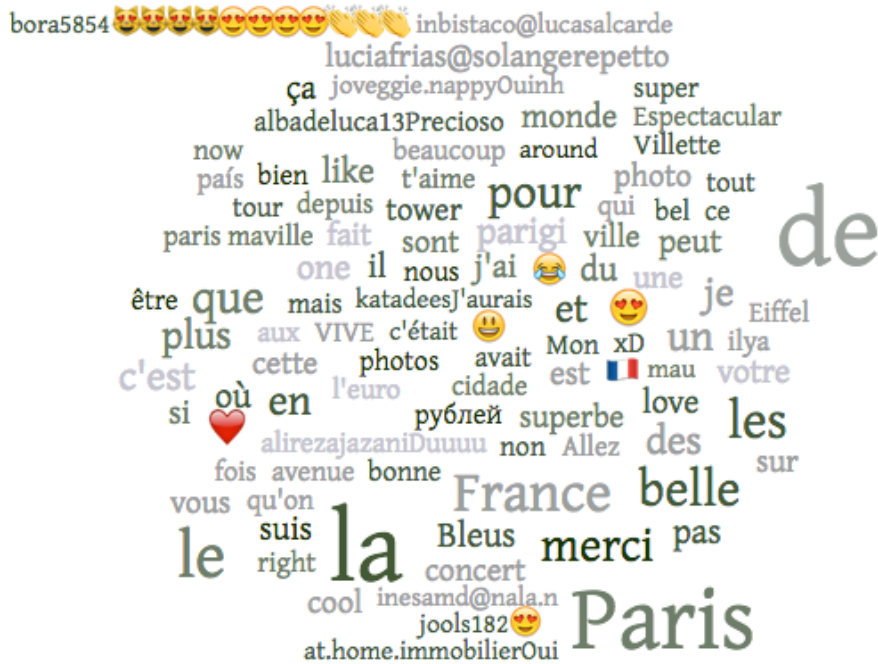 bora5854😻😻😻😻😍😍😍😍👏👏👏 inbistaco@lucasalcarde
luciafrias@solangerepetto
ça joveggie.nappyOuinh super
albadeluca13Precioso monde Espectacular
now beaucoup around Villette
país bien like t'aime pour photo tout
tour depuis tower qui bel ce de
paris maville fait sont parigi ville peut
one il nous j'ai 😂 du une
être que mais katadeesJ'aurais et 😍 je Eiffel
plus aux VIVE c'était 😃 Mon xD un ilya
c'est cette photos avait est 🇫🇷 mau votre
si où l'euro cidade love
❤️ en рублей superbe les
alirezajazaniDuuuu non Allez des sur
fois avenue bonne France belle
vous qu'on
le suis la Bleus merci pas
right concert
cool inesamd@nala.n Paris
jools182😍
at.home.immobilierOui